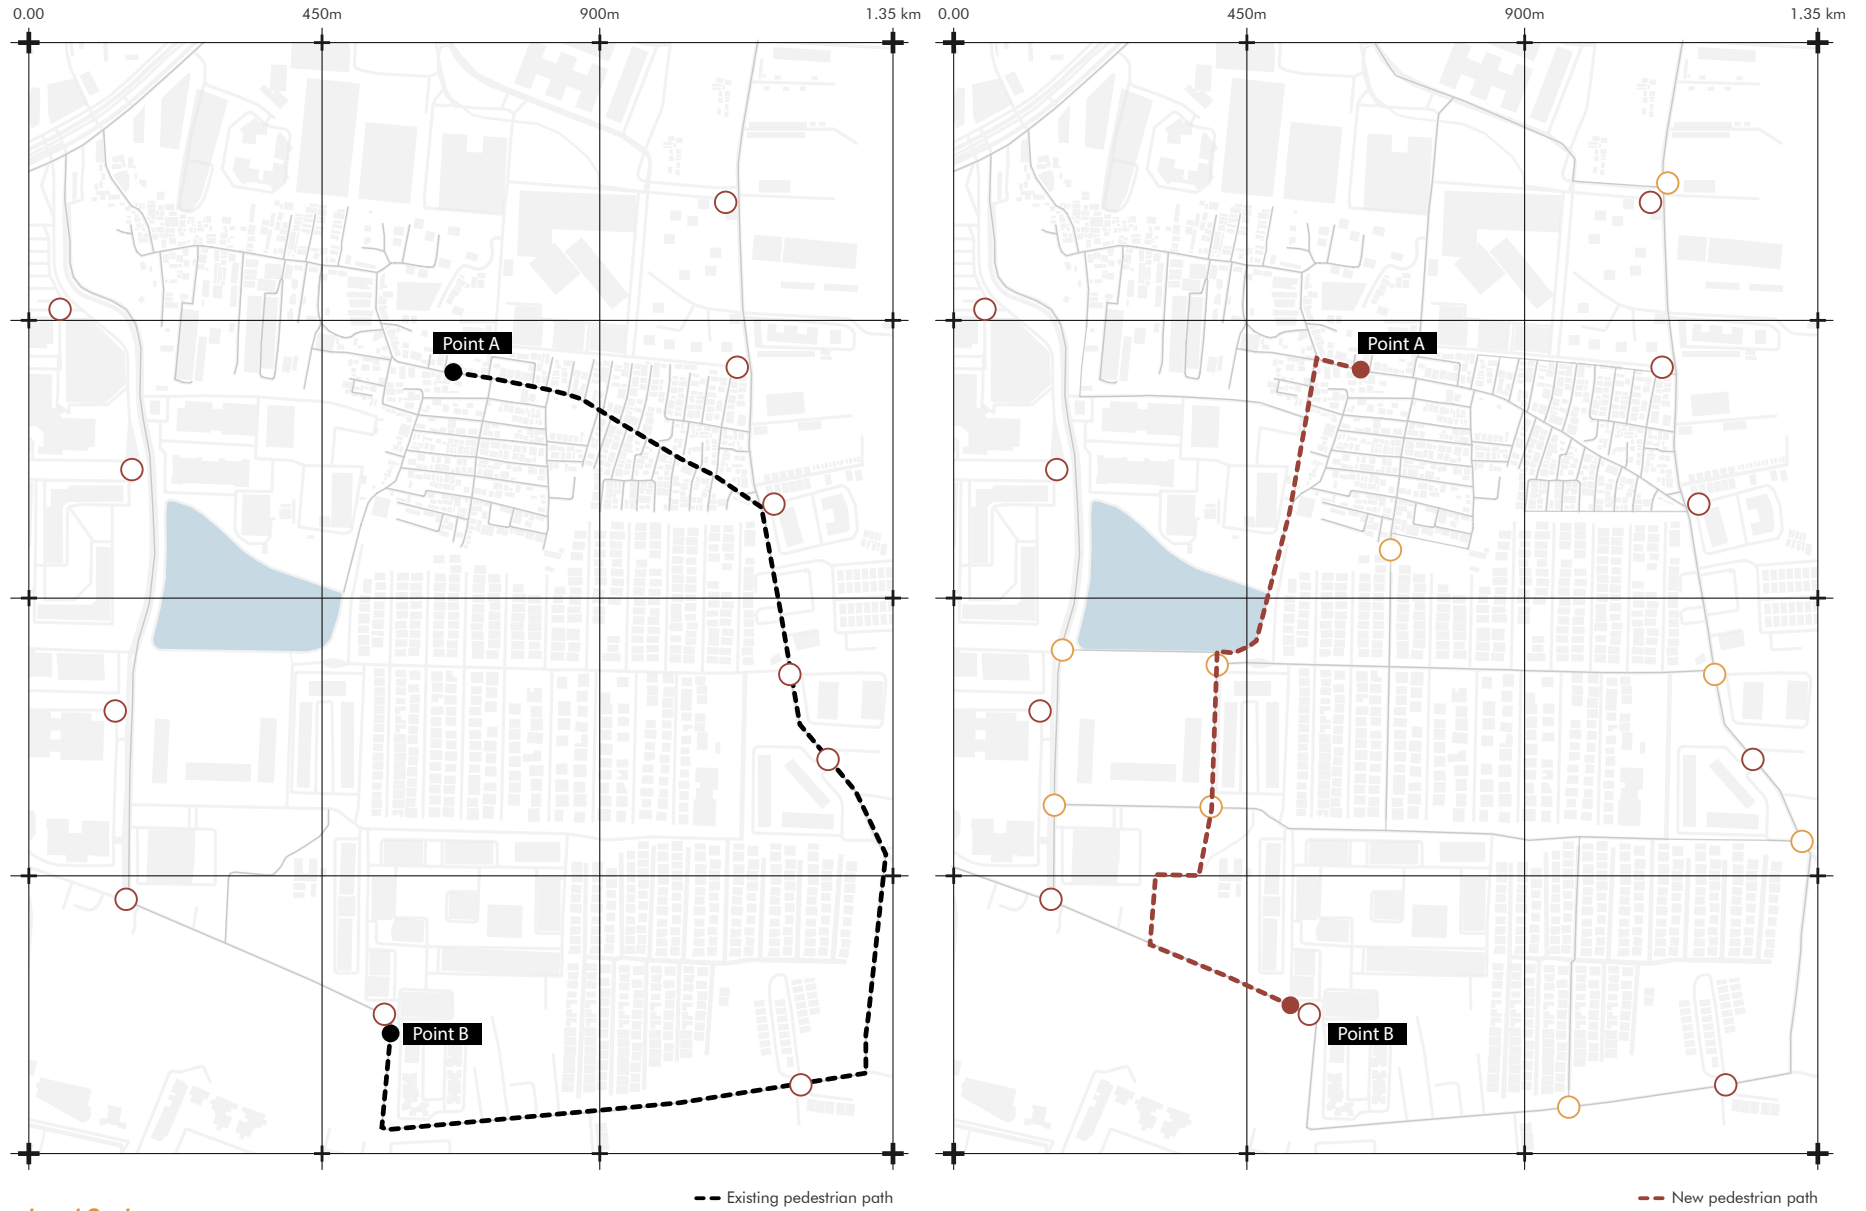 0.00 450m 900m 1.35 km 0.00 450m 900m 1.35 km
Point A Point A
Point B Point B
Existing pedestrian path New pedestrian path